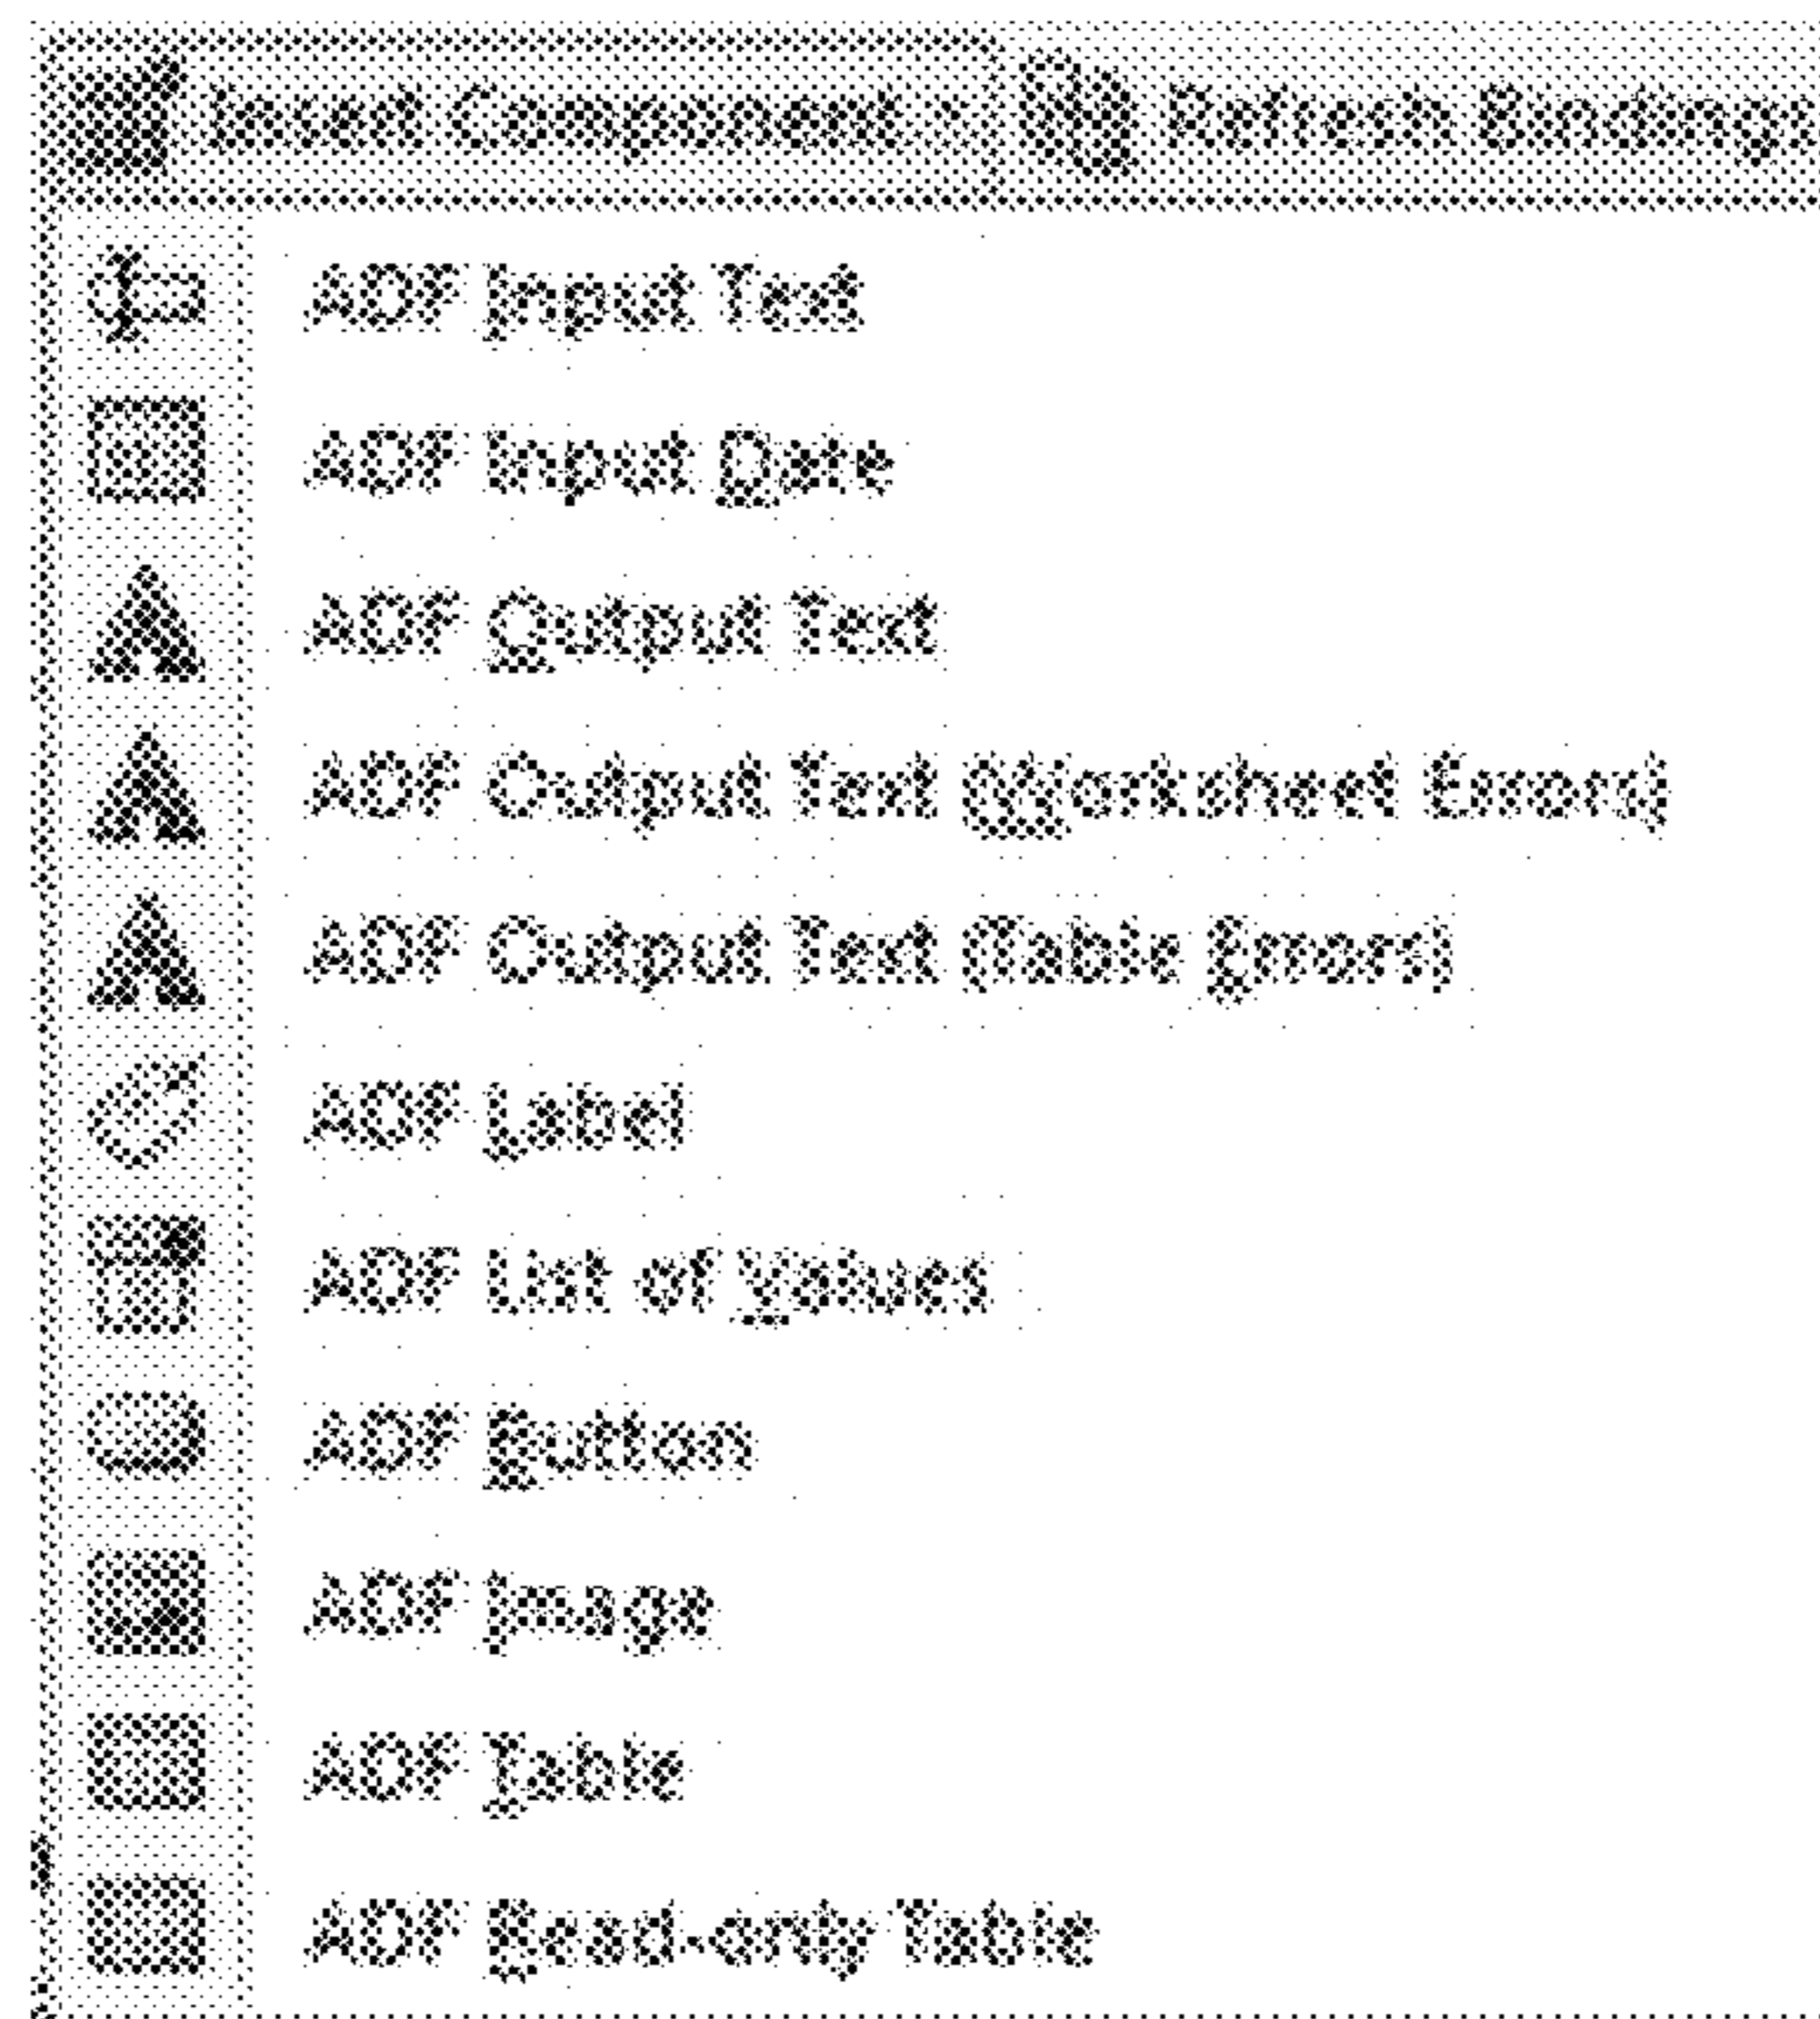 Insert Component Refresh Bindings
ADF Input Text
ADF Input Date
ADF Output Text
ADF Output Text (Worksheet Errors)
ADF Output Text (Table Errors)
ADF Label
ADF List of Values
ADF Button
ADF Image
ADF Table
ADF Read-only Table